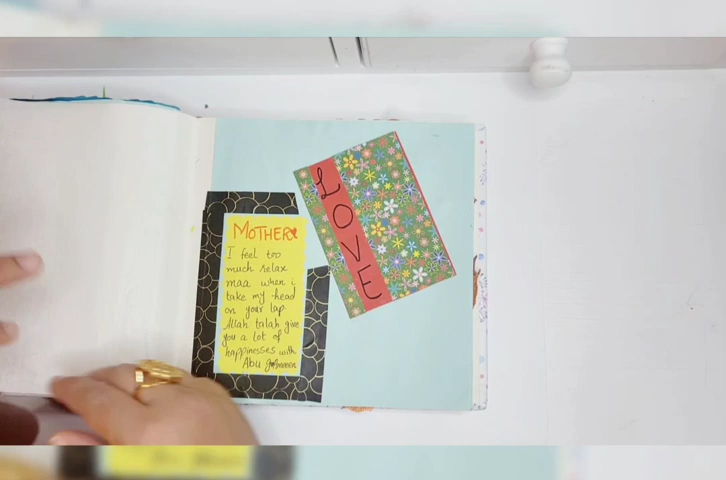 MOTHER
I feel too
much relax
maa when i
take my head
on your lap
Allah talah give
you a lot of
happinesses with
Abu
LOVE